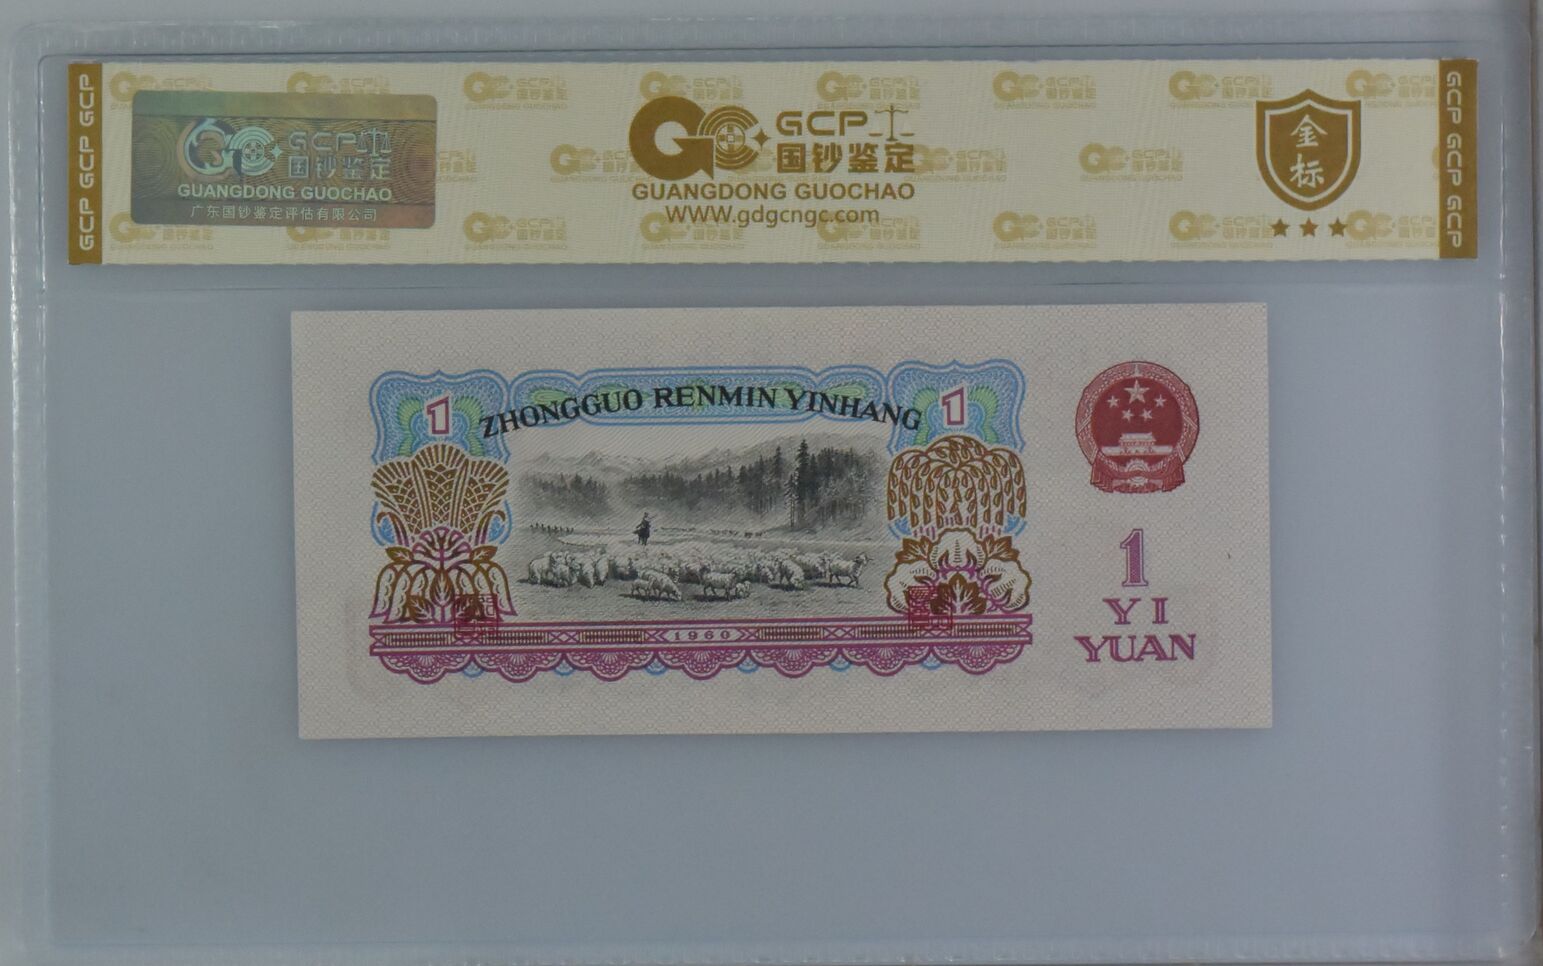 GCP GCP GCP
GCP
国钞鉴定
GUANGDONG GUOCHAO
广东国钞鉴定评估有限公司
GCP
国钞鉴定
GUANGDONG GUOCHAO
WWW.gdgcngc.com
金
标
GCP GCP GCP
1
ZHONGGUO RENMIN YINHANG
1
1960
1
YI
YUAN